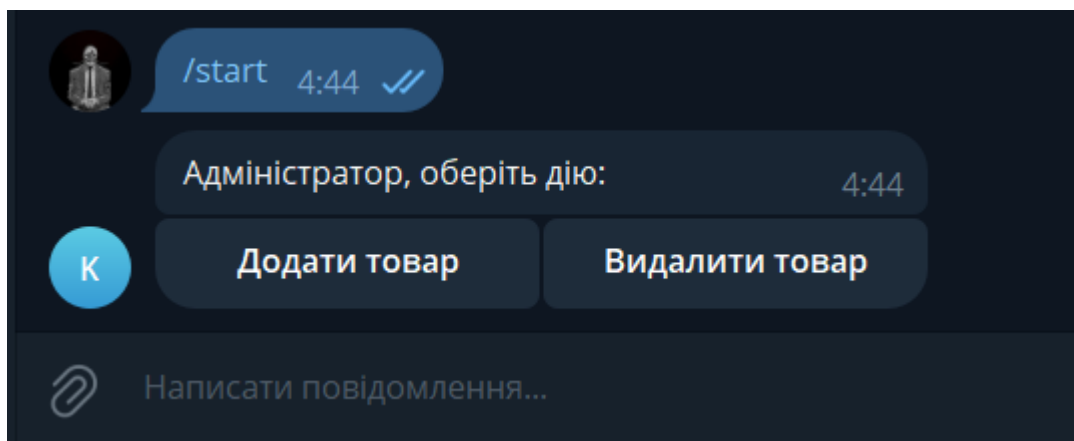 /start 4:44
Адміністратор, оберіть дію: 4:44
К
Додати товар Видалити товар
Написати повідомлення...